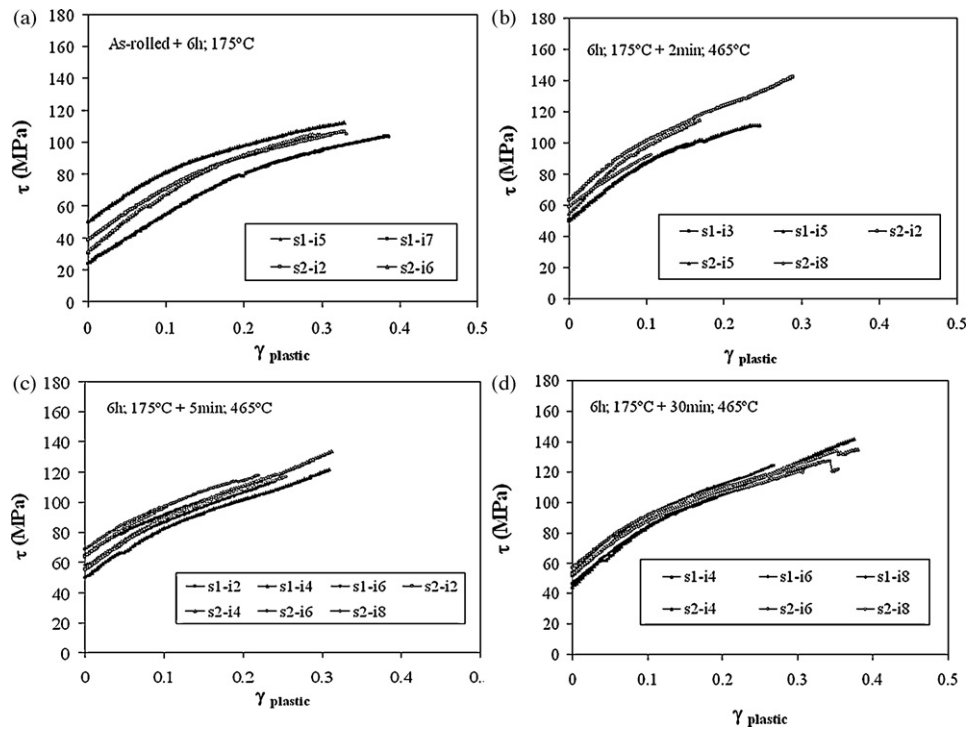 (a)
As-rolled + 6h; 175°C
180
160
140
120
100
80
60
40
20
0
τ (MPa)
s1-i5 s1-i7
s2-i2 s2-i6
0 0.1 0.2 0.3 0.4 0.5
γ plastic
(b)
6h; 175°C + 2min; 465°C
180
160
140
120
100
80
60
40
20
0
τ (MPa)
s1-i3 s1-i5 s2-i2
s2-i5 s2-i8
0 0.1 0.2 0.3 0.4 0.5
γ plastic
(c)
6h; 175°C + 5min; 465°C
180
160
140
120
100
80
60
40
20
0
τ (MPa)
s1-i2 s1-i4 s1-i6 s2-i2
s2-i4 s2-i6 s2-i8
0 0.1 0.2 0.3 0.4 0.
γ plastic
(d)
6h; 175°C + 30min; 465°C
180
160
140
120
100
80
60
40
20
0
τ (MPa)
s1-i4 s1-i6 s1-i8
s2-i4 s2-i6 s2-i8
0 0.1 0.2 0.3 0.4 0.5
γ plastic